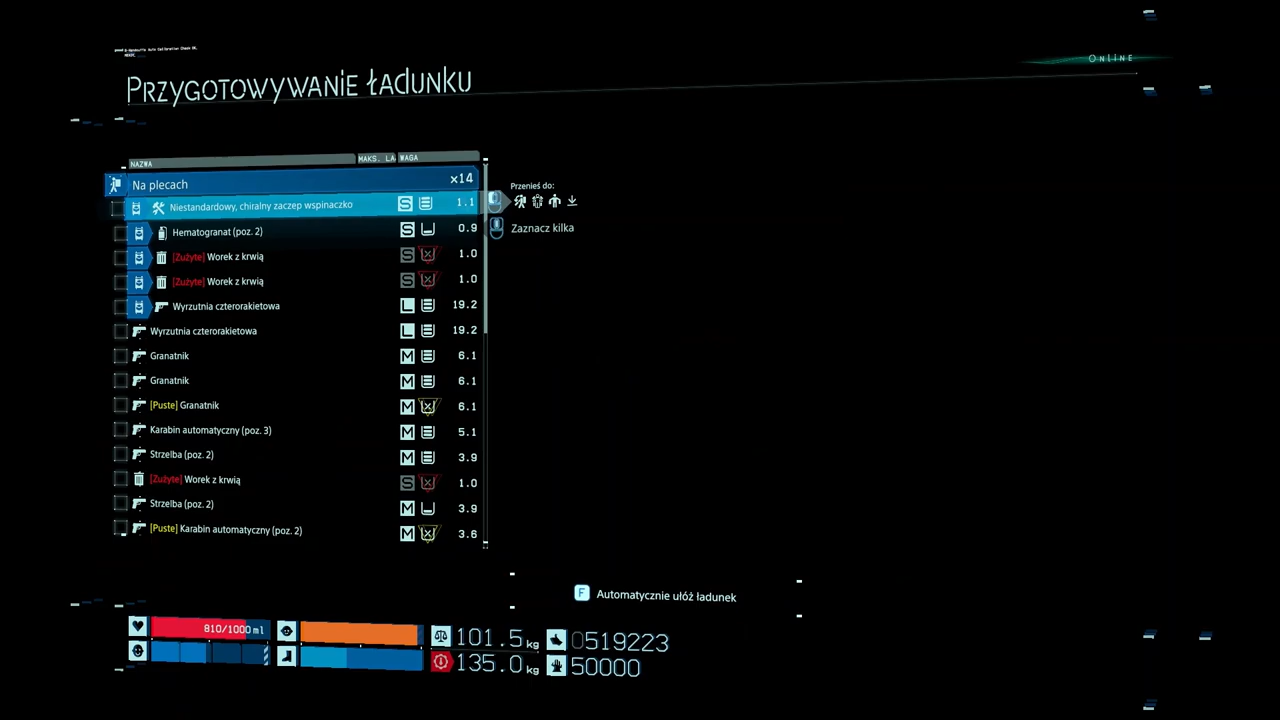 Online
Przygotowywanie ładunku
NAZWA MAKS. ŁA WAGA
Na plecach x14
Niestandardowy, chiralny zaczep wspinaczko S 1.1
Hematogranat (poz. 2) S 0.9
[Zużyte] Worek z krwią S 1.0
[Zużyte] Worek z krwią S 1.0
Wyrzutnia czterorakietowa L 19.2
Wyrzutnia czterorakietowa L 19.2
Granatnik M 6.1
Granatnik M 6.1
[Puste] Granatnik M 6.1
Karabin automatyczny (poz. 3) M 5.1
Strzelba (poz. 2) M 3.9
[Zużyte] Worek z krwią S 1.0
Strzelba (poz. 2) M 3.9
[Puste] Karabin automatyczny (poz. 2) M 3.6
Przenieś do:
Zaznacz kilka
F Automatycznie ułóż ładunek
810/1000 ml
101.5 kg 0519223
135.0 kg 50000